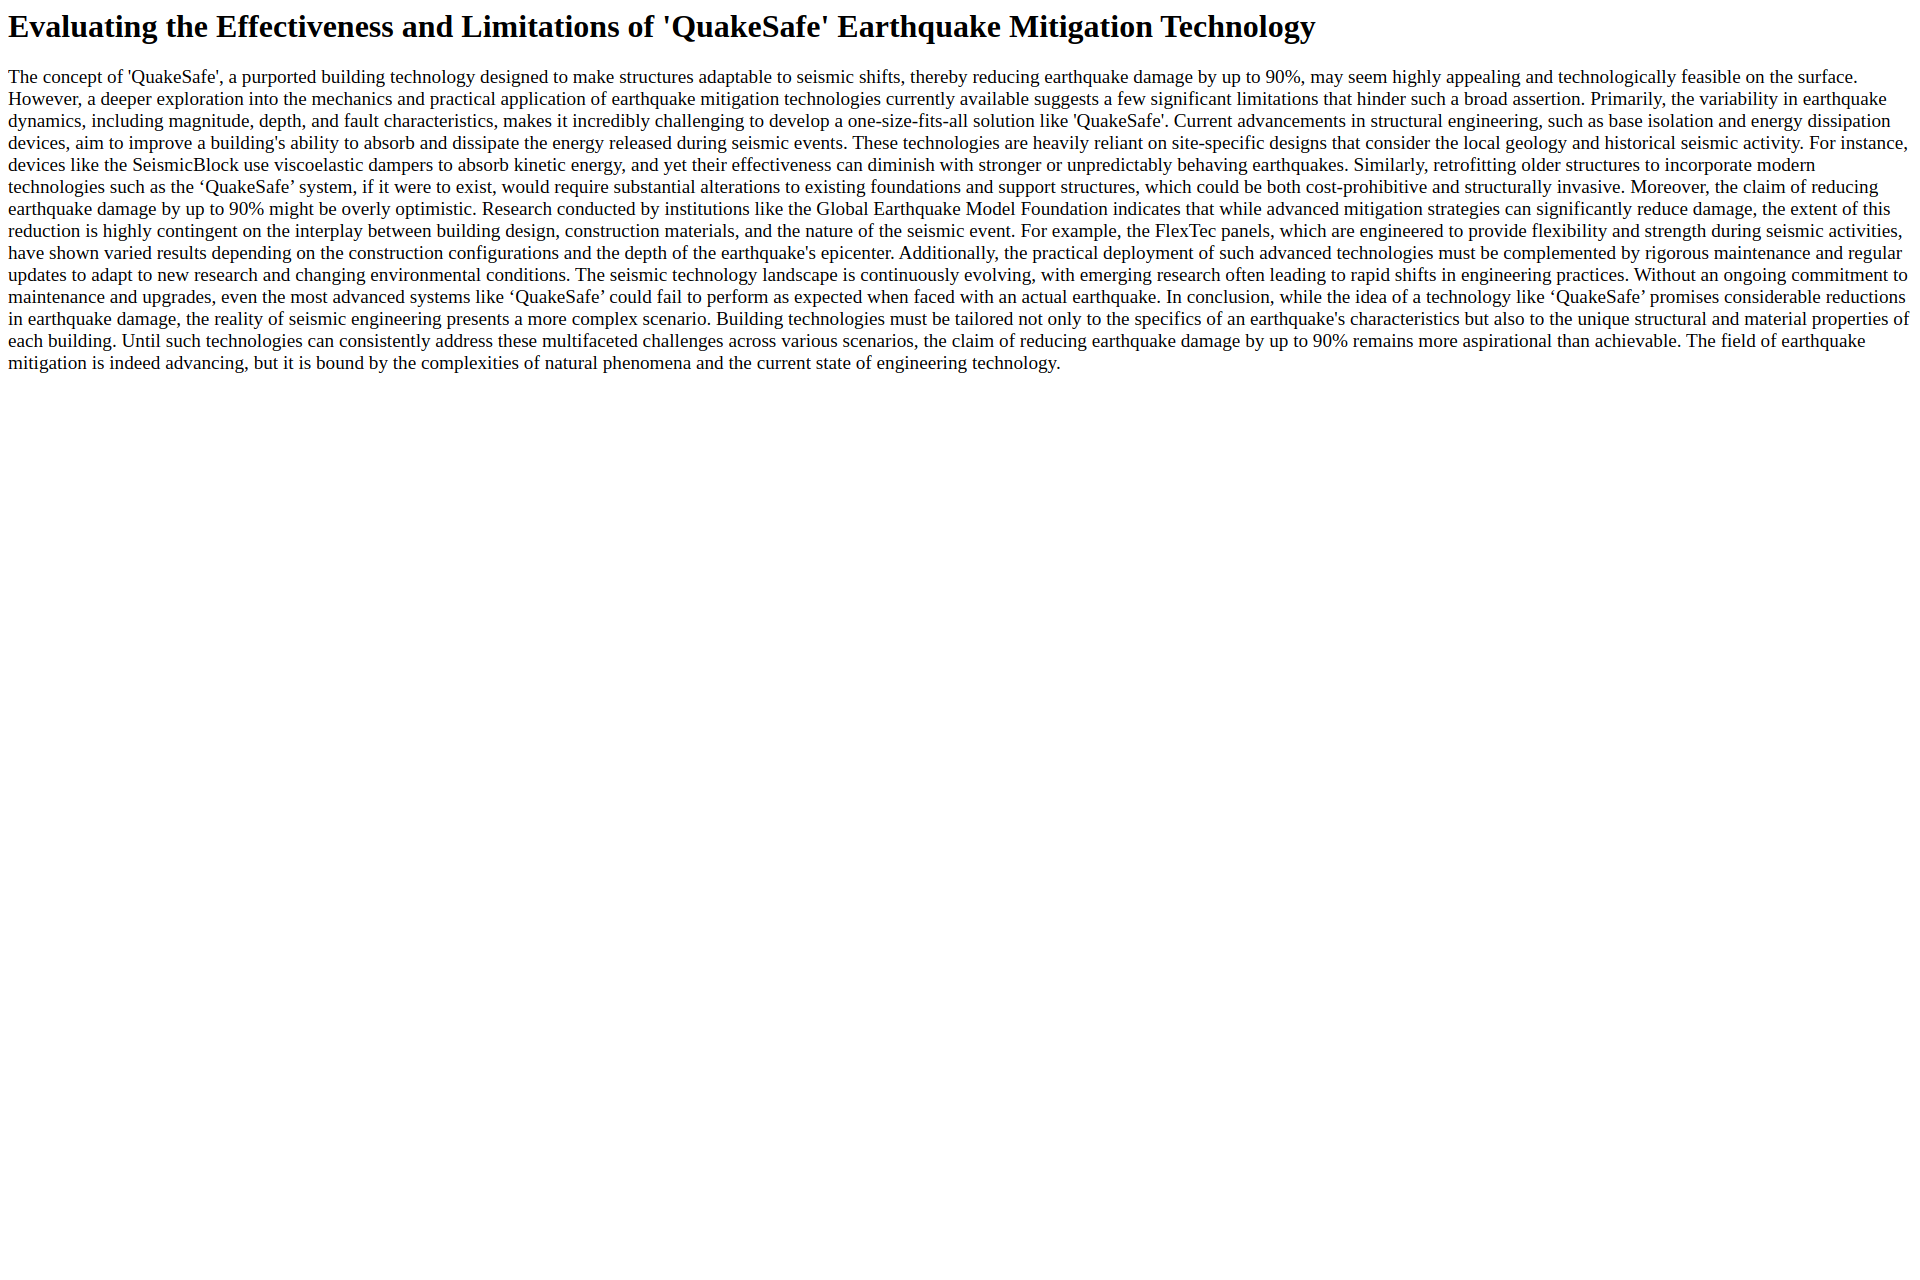 Evaluating the Effectiveness and Limitations of 'QuakeSafe' Earthquake Mitigation Technology
The concept of 'QuakeSafe', a purported building technology designed to make structures adaptable to seismic shifts, thereby reducing earthquake damage by up to 90%, may seem highly appealing and technologically feasible on the surface.
However, a deeper exploration into the mechanics and practical application of earthquake mitigation technologies currently available suggests a few significant limitations that hinder such a broad assertion. Primarily, the variability in earthquake
dynamics, including magnitude, depth, and fault characteristics, makes it incredibly challenging to develop a one-size-fits-all solution like 'QuakeSafe'. Current advancements in structural engineering, such as base isolation and energy dissipation
devices, aim to improve a building's ability to absorb and dissipate the energy released during seismic events. These technologies are heavily reliant on site-specific designs that consider the local geology and historical seismic activity. For instance,
devices like the SeismicBlock use viscoelastic dampers to absorb kinetic energy, and yet their effectiveness can diminish with stronger or unpredictably behaving earthquakes. Similarly, retrofitting older structures to incorporate modern
technologies such as the ‘QuakeSafe’ system, if it were to exist, would require substantial alterations to existing foundations and support structures, which could be both cost-prohibitive and structurally invasive. Moreover, the claim of reducing
earthquake damage by up to 90% might be overly optimistic. Research conducted by institutions like the Global Earthquake Model Foundation indicates that while advanced mitigation strategies can significantly reduce damage, the extent of this
reduction is highly contingent on the interplay between building design, construction materials, and the nature of the seismic event. For example, the FlexTec panels, which are engineered to provide flexibility and strength during seismic activities,
have shown varied results depending on the construction configurations and the depth of the earthquake's epicenter. Additionally, the practical deployment of such advanced technologies must be complemented by rigorous maintenance and regular
updates to adapt to new research and changing environmental conditions. The seismic technology landscape is continuously evolving, with emerging research often leading to rapid shifts in engineering practices. Without an ongoing commitment to
maintenance and upgrades, even the most advanced systems like ‘QuakeSafe’ could fail to perform as expected when faced with an actual earthquake. In conclusion, while the idea of a technology like ‘QuakeSafe’ promises considerable reductions
in earthquake damage, the reality of seismic engineering presents a more complex scenario. Building technologies must be tailored not only to the specifics of an earthquake's characteristics but also to the unique structural and material properties of
each building. Until such technologies can consistently address these multifaceted challenges across various scenarios, the claim of reducing earthquake damage by up to 90% remains more aspirational than achievable. The field of earthquake
mitigation is indeed advancing, but it is bound by the complexities of natural phenomena and the current state of engineering technology.